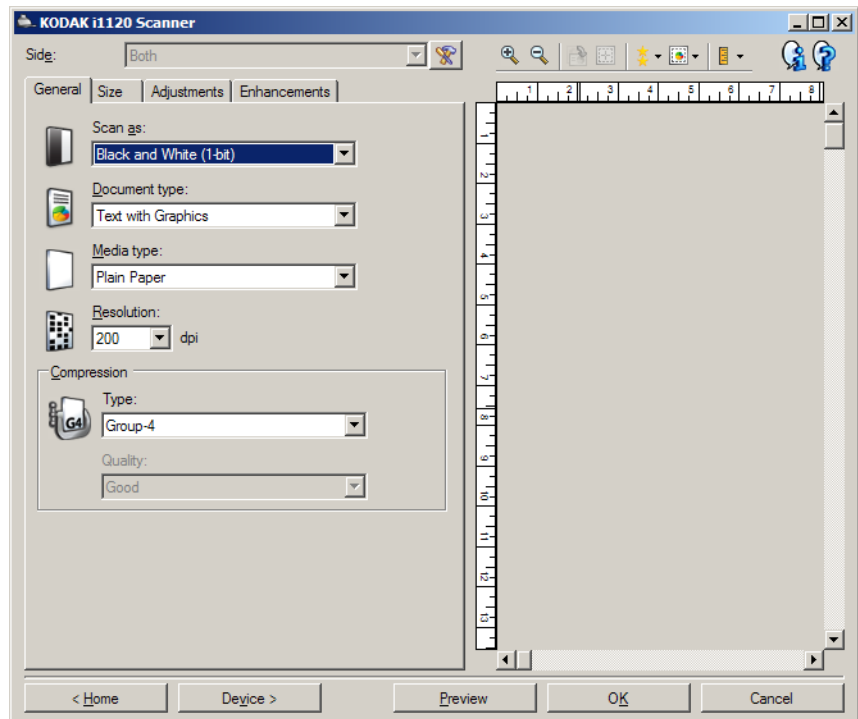 KODAK i1120 Scanner
Side:
Both
General
Size
Adjustments
Enhancements
Scan as:
Black and White (1-bit)
Document type:
Text with Graphics
Media type:
Plain Paper
Resolution:
200 dpi
Compression
Type:
G4
Group-4
Quality:
Good
1 2 3 4 5 6 7 8
1
2
3
4
5
6
7
8
9
10
11
12
13
< Home
Device >
Preview
OK
Cancel